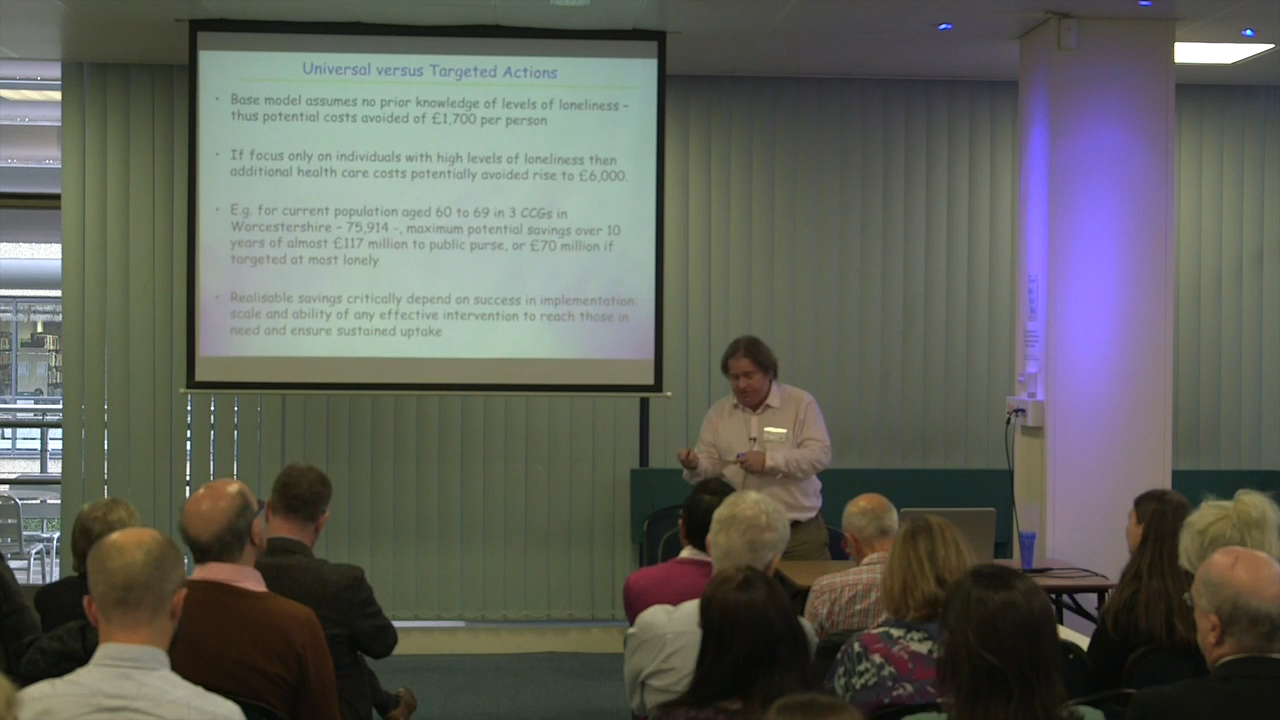 Universal versus Targeted Actions
• Base model assumes no prior knowledge of levels of loneliness –
thus potential costs avoided of £1,700 per person
• If focus only on individuals with high levels of loneliness then
additional health care costs potentially avoided rise to £6,000.
• E.g. for current population aged 60 to 69 in 3 CCGs in
Worcestershire – 75,914 -, maximum potential savings over 10
years of almost £117 million to public purse, or £70 million if
targeted at most lonely
• Realisable savings critically depend on success in implementation:
scale and ability of any effective intervention to reach those in
need and ensure sustained uptake